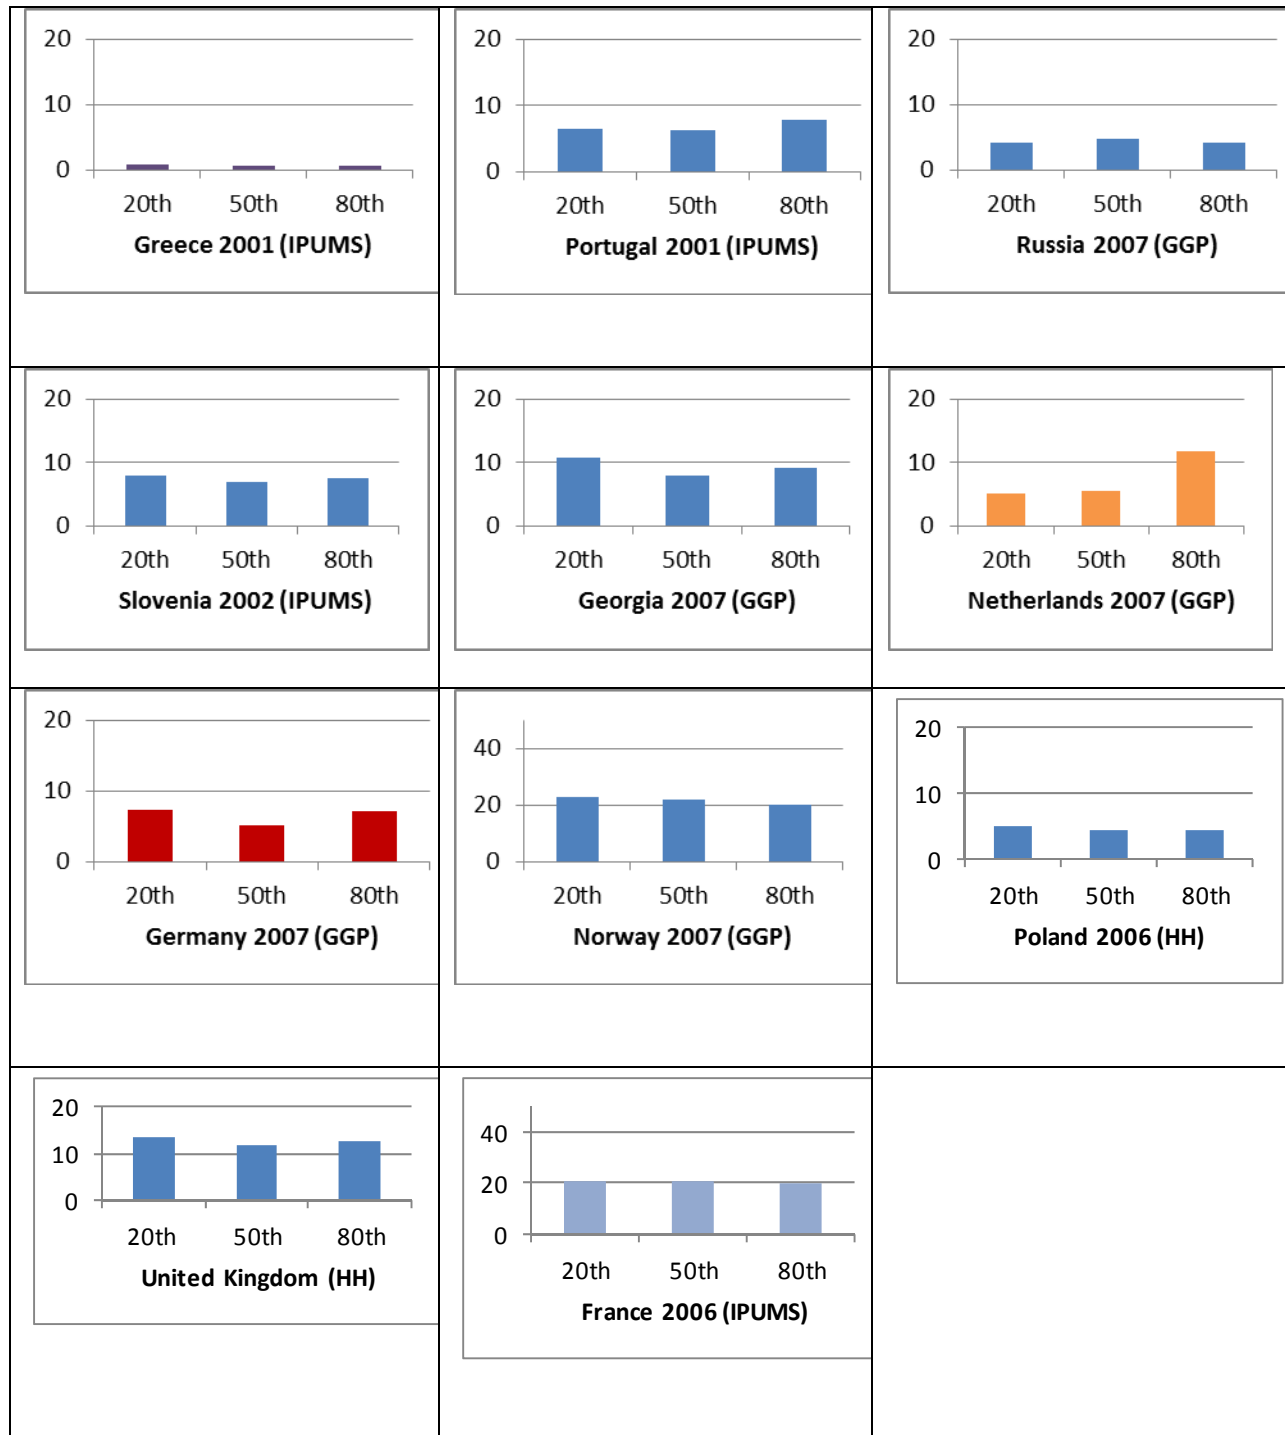 20
10
0
20th 50th 80th
Greece 2001 (IPUMS)
20
10
0
20th 50th 80th
Portugal 2001 (IPUMS)
20
10
0
20th 50th 80th
Russia 2007 (GGP)
20
10
0
20th 50th 80th
Slovenia 2002 (IPUMS)
20
10
0
20th 50th 80th
Georgia 2007 (GGP)
20
10
0
20th 50th 80th
Netherlands 2007 (GGP)
20
10
0
20th 50th 80th
Germany 2007 (GGP)
40
20
0
20th 50th 80th
Norway 2007 (GGP)
20
10
0
20th 50th 80th
Poland 2006 (HH)
20
10
0
20th 50th 80th
United Kingdom (HH)
40
20
0
20th 50th 80th
France 2006 (IPUMS)